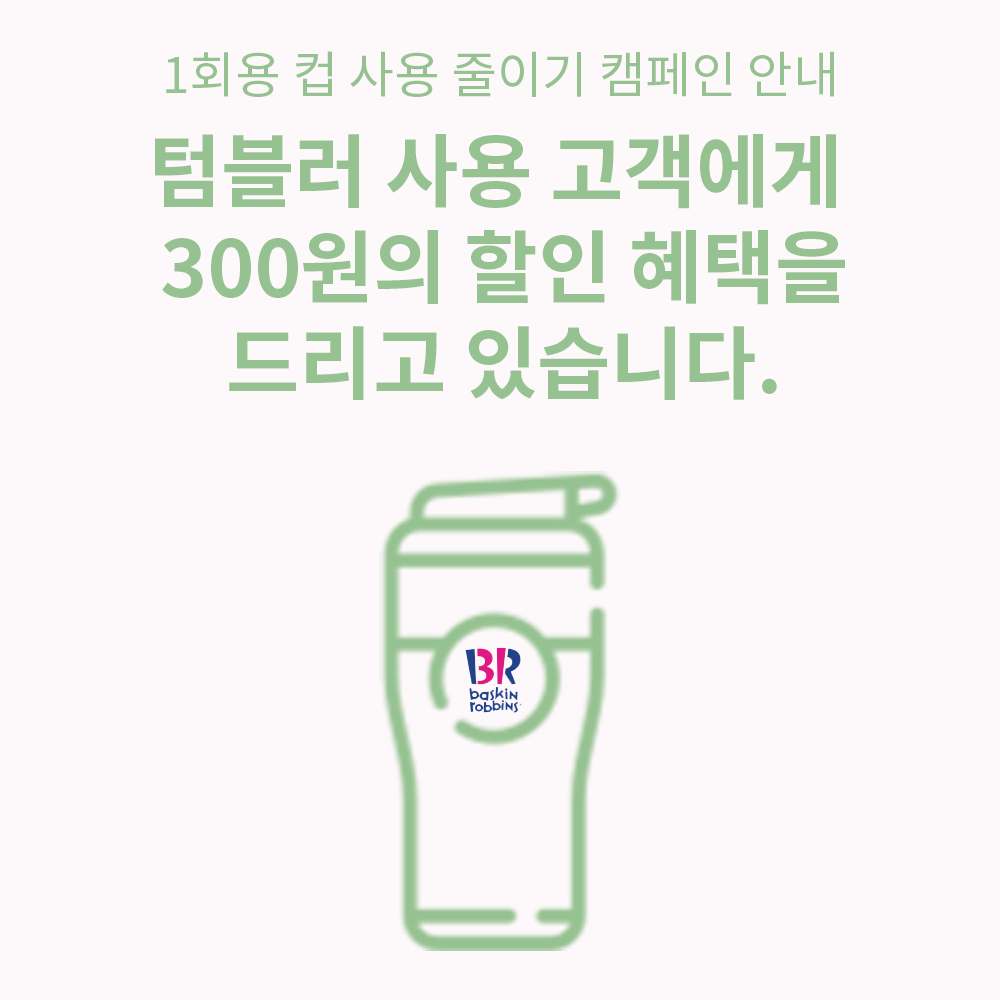 1회용 컵 사용 줄이기 캠페인 안내
텀블러 사용 고객에게
300원의 할인 혜택을
드리고 있습니다.
BR
baskin
robbins